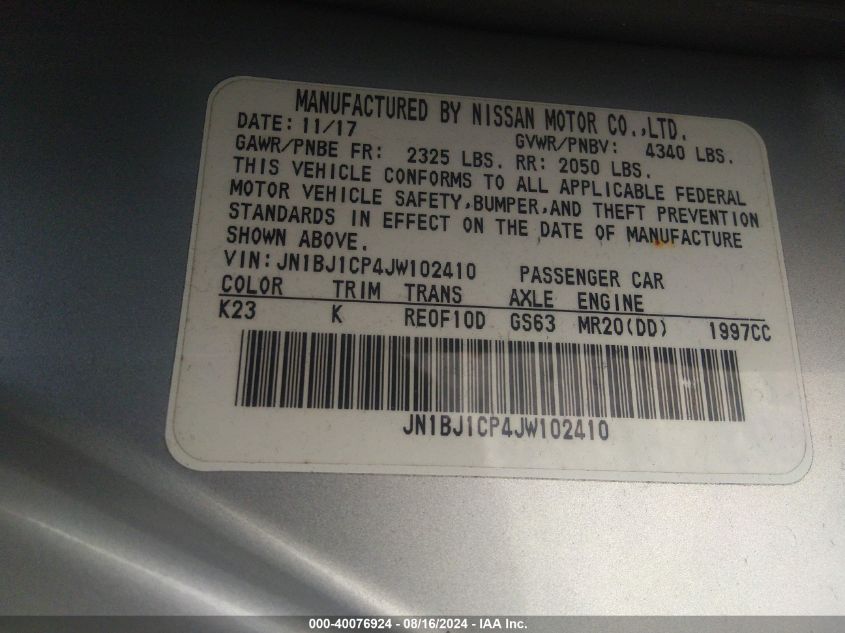 MANUFACTURED BY NISSAN MOTOR CO.,LTD.
DATE: 11/17 GVWR/PNBV: 4340 LBS.
GAWR/PNBE FR: 2325 LBS. RR: 2050 LBS.
THIS VEHICLE CONFORMS TO ALL APPLICABLE FEDERAL
MOTOR VEHICLE SAFETY,BUMPER,AND THEFT PREVENTION
STANDARDS IN EFFECT ON THE DATE OF MANUFACTURE
SHOWN ABOVE.
VIN: JN1BJ1CP4JW102410 PASSENGER CAR
COLOR TRIM TRANS AXLE ENGINE
K23 K RE0F10D GS63 MR20(DD) 1997CC
JN1BJ1CP4JW102410
000-40076924 - 08/16/2024 - IAA Inc.